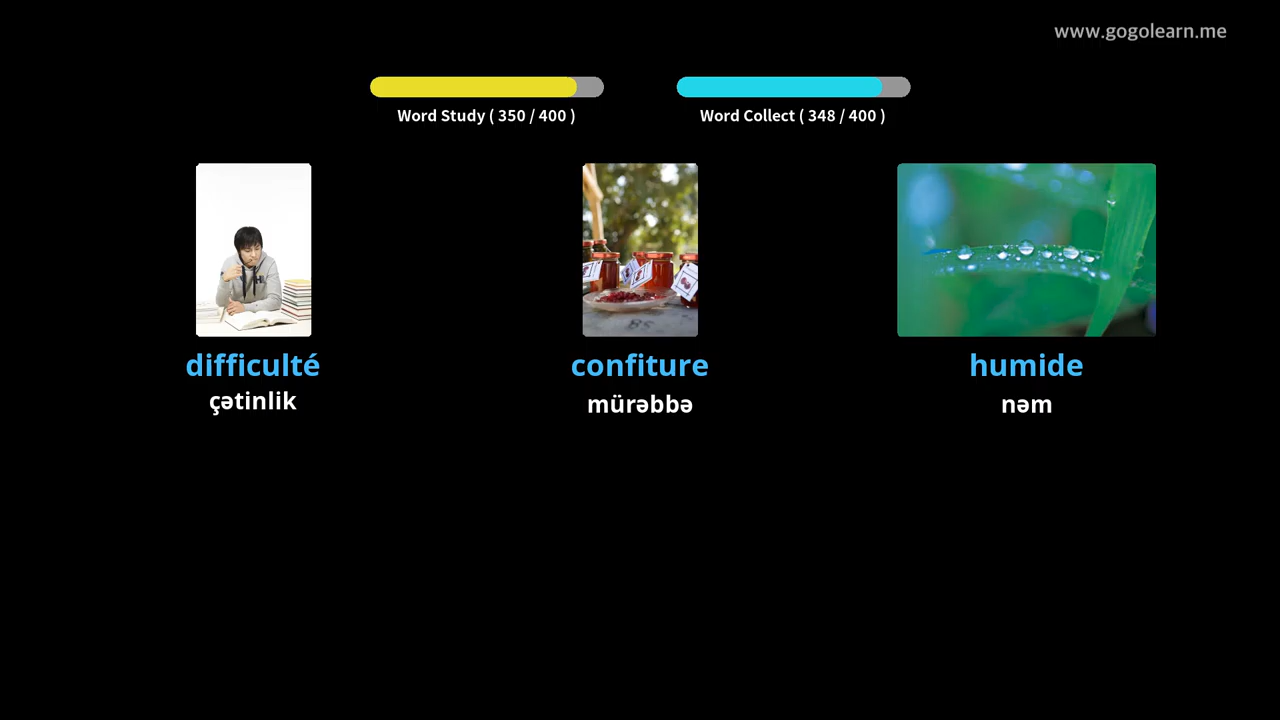 www.gogolearn.me
Word Study ( 350 / 400 )
Word Collect ( 348 / 400 )
difficulté
confiture
humide
çətinlik
mürəbbə
nəm